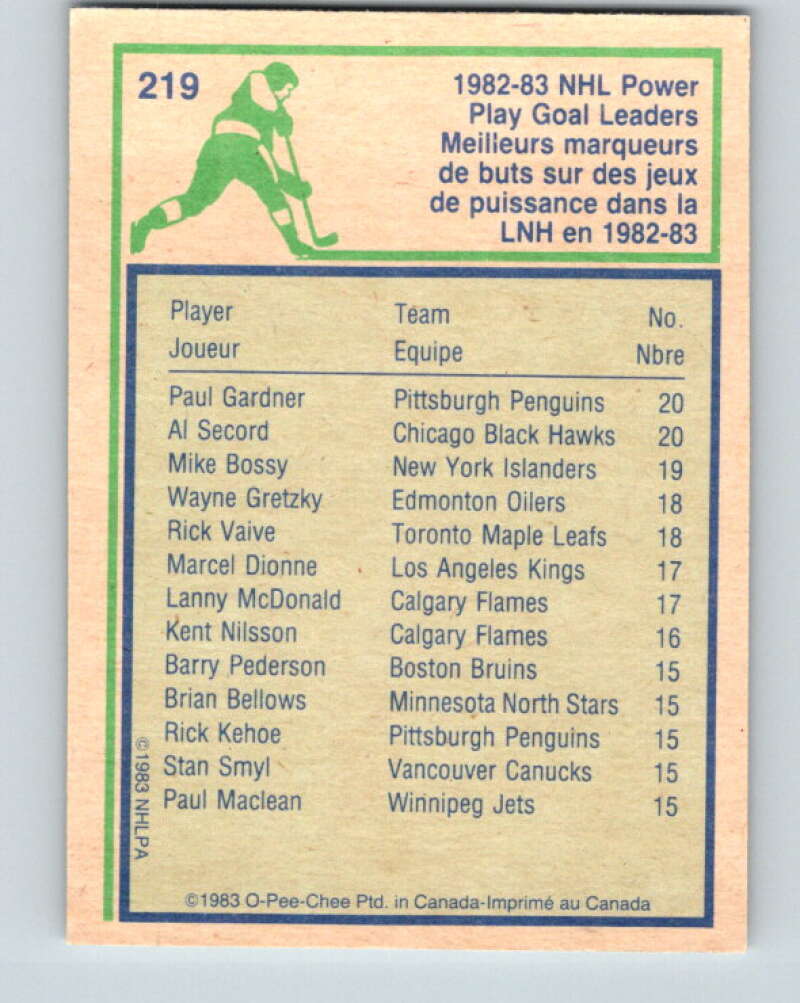 219
1982-83 NHL Power
Play Goal Leaders
Meilleurs marqueurs
de buts sur des jeux
de puissance dans la
LNH en 1982-83
Player Team No.
Joueur Equipe Nbre
Paul Gardner Pittsburgh Penguins 20
Al Secord Chicago Black Hawks 20
Mike Bossy New York Islanders 19
Wayne Gretzky Edmonton Oilers 18
Rick Vaive Toronto Maple Leafs 18
Marcel Dionne Los Angeles Kings 17
Lanny McDonald Calgary Flames 17
Kent Nilsson Calgary Flames 16
Barry Pederson Boston Bruins 15
Brian Bellows Minnesota North Stars 15
Rick Kehoe Pittsburgh Penguins 15
Stan Smyl Vancouver Canucks 15
Paul Maclean Winnipeg Jets 15
©1983 NHLPA
©1983 O-Pee-Chee Ptd. in Canada-Imprimé au Canada